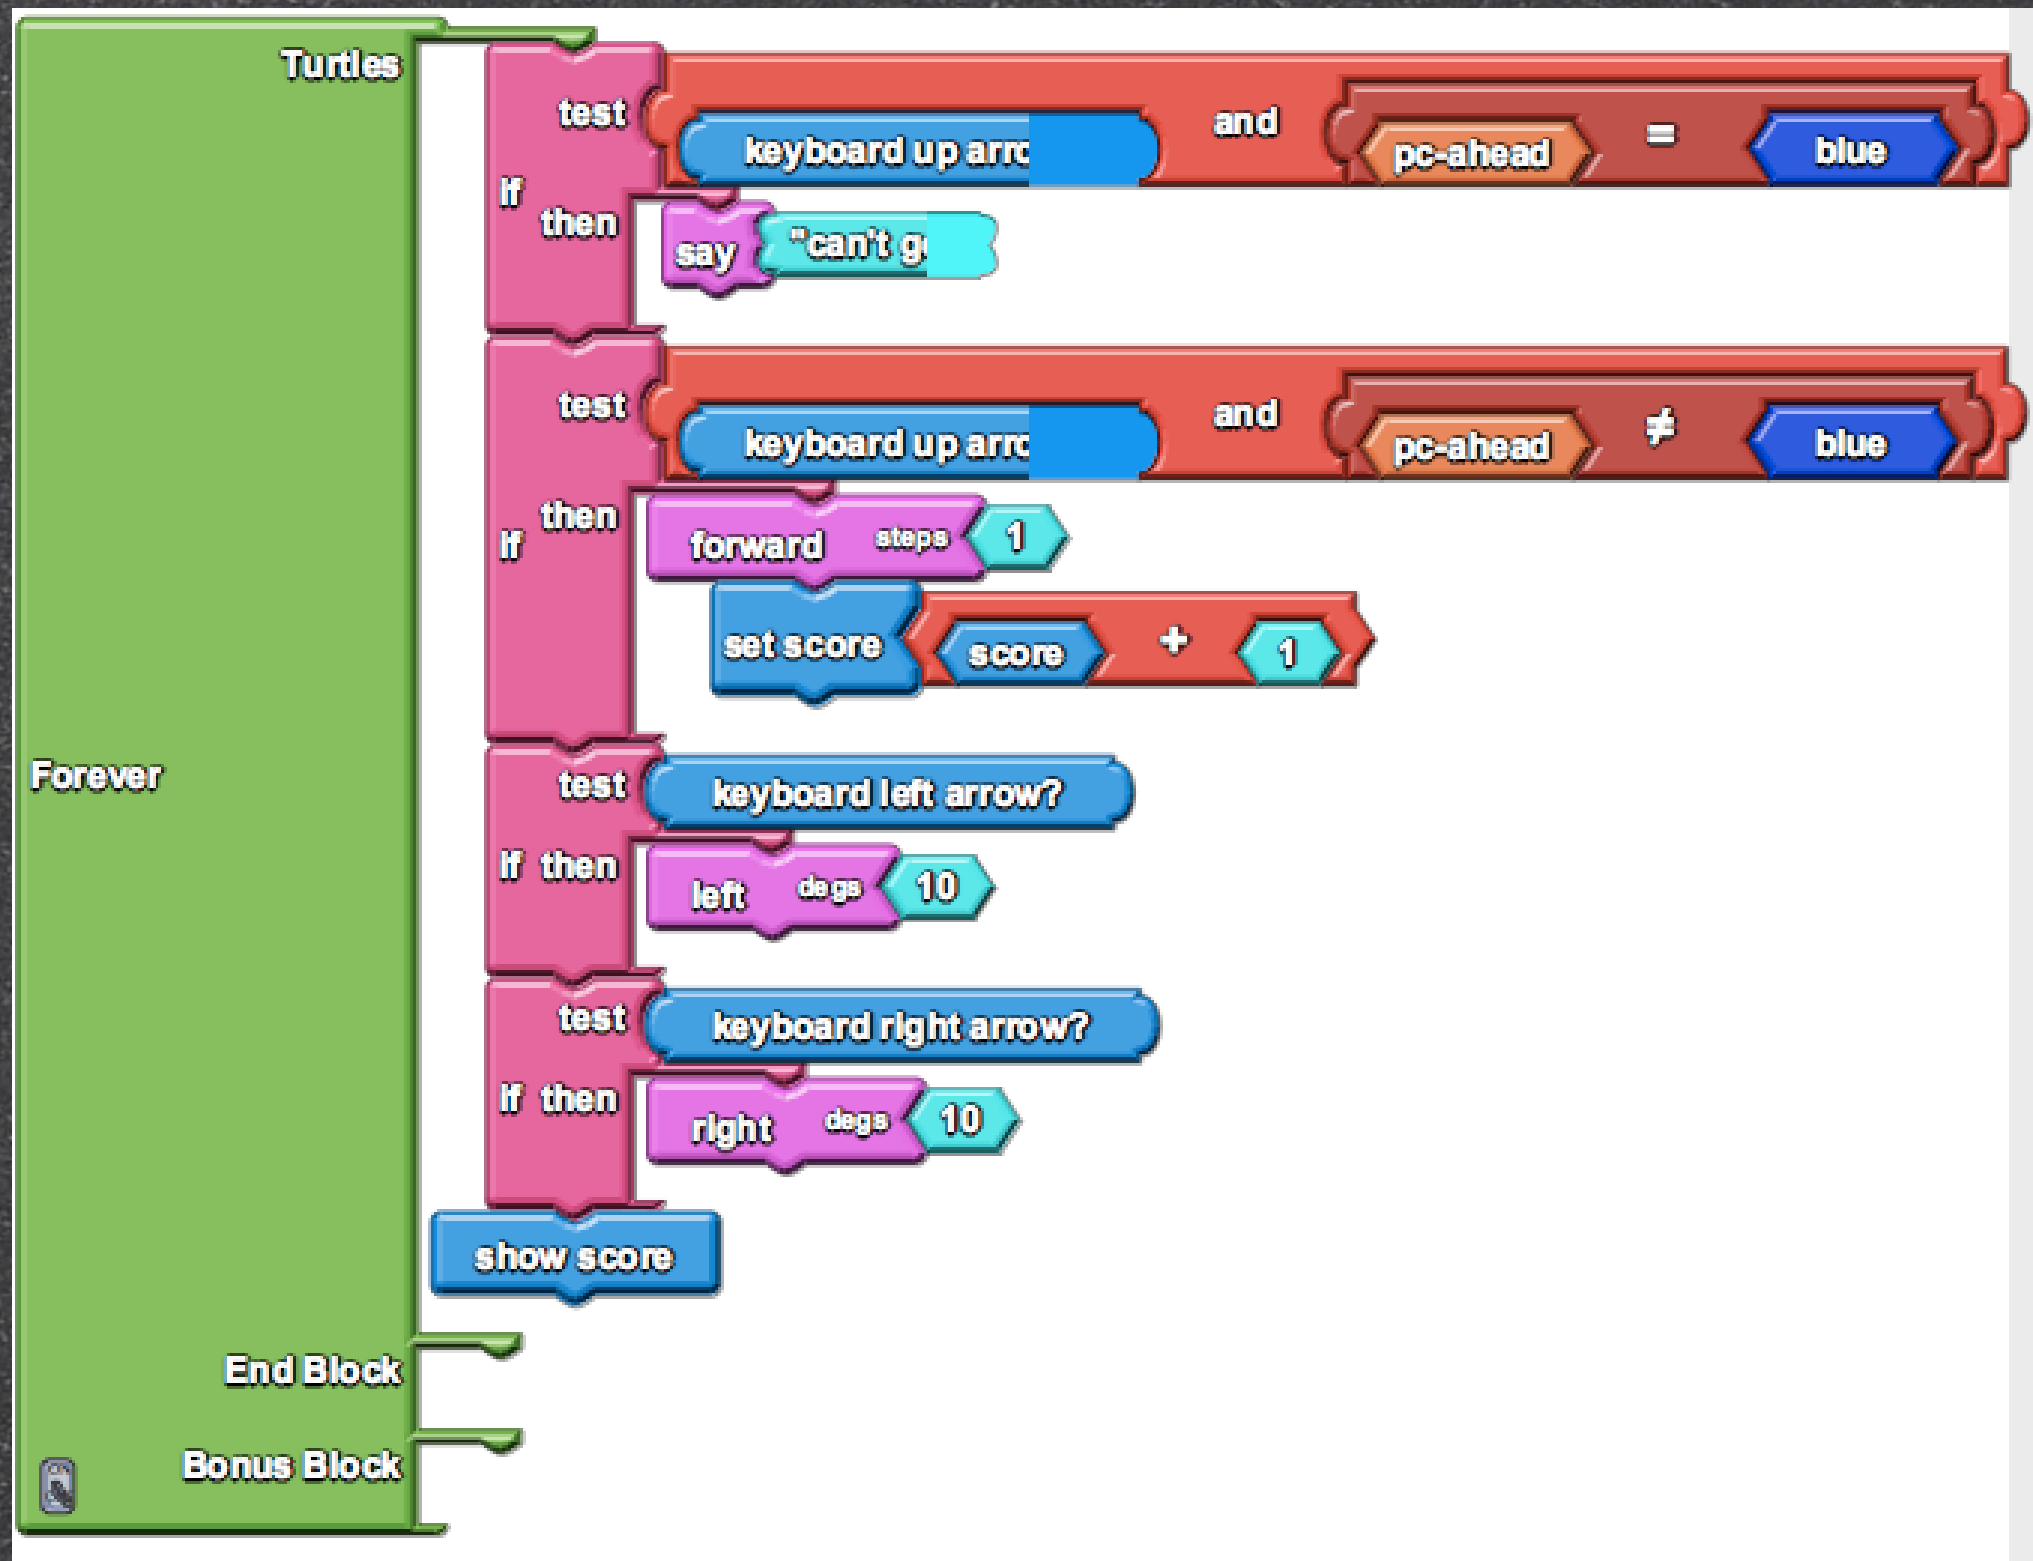 Turtles
test
keyboard up
and
pc-ahead
=
blue
if
then
say
"can't
test
keyboard up
and
pc-ahead
≠
blue
if
then
forward steps 1
set score score + 1
Forever
test keyboard left arrow?
if then
left degs 10
test keyboard right arrow?
if then
right degs 10
show score
End Block
Bonus Block